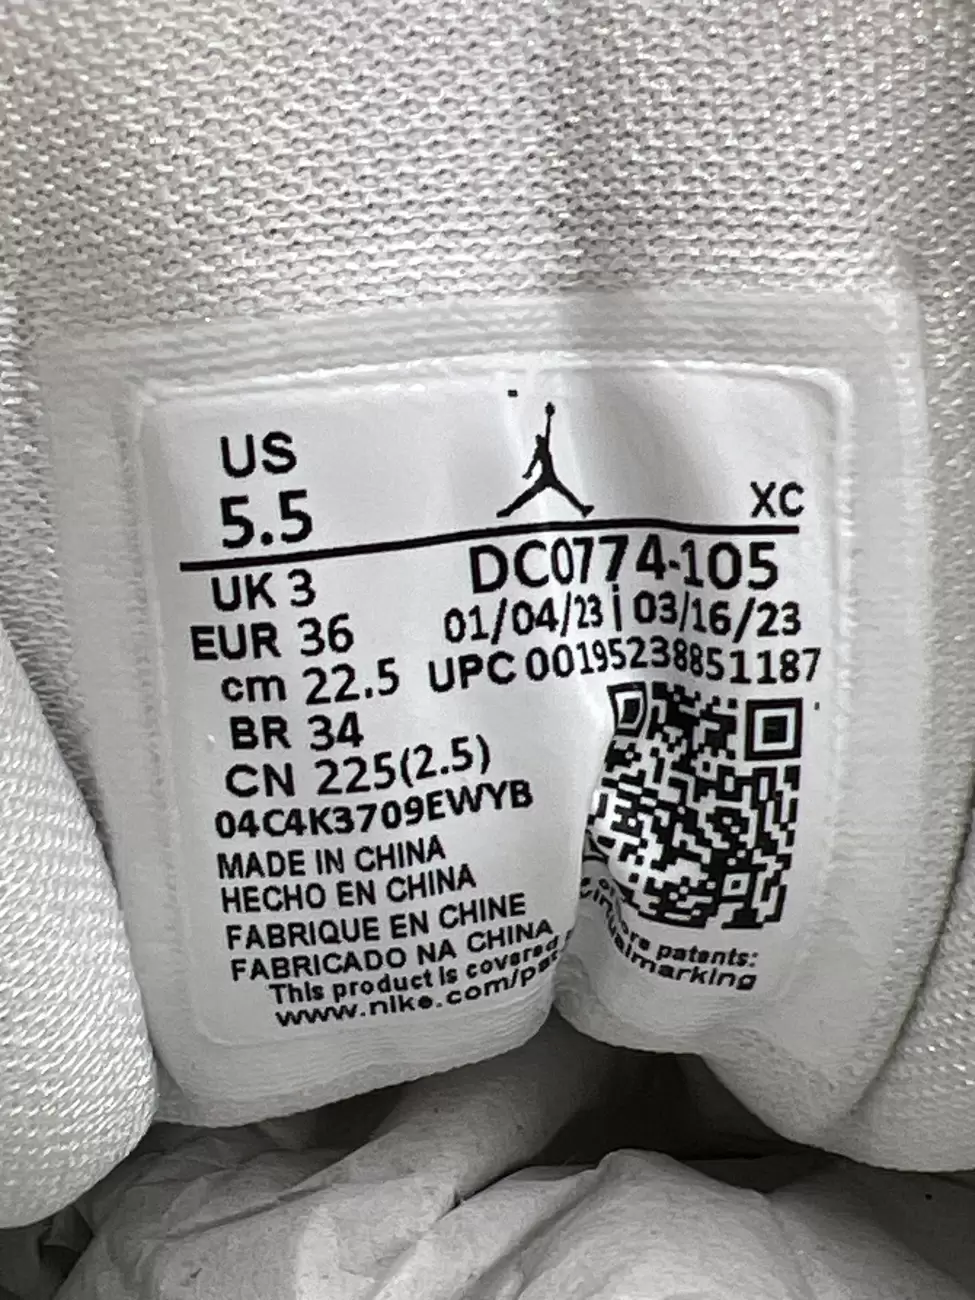 US
5.5
XC
UK 3
DC0774-105
EUR 36
01/04/23 | 03/16/23
cm 22.5
UPC 00195238851187
BR 34
CN 225(2.5)
04C4K3709EWYB
MADE IN CHINA
HECHO EN CHINA
FABRIQUE EN CHINE
FABRICADO NA CHINA
This product is covered
patents:
www.nike.com/